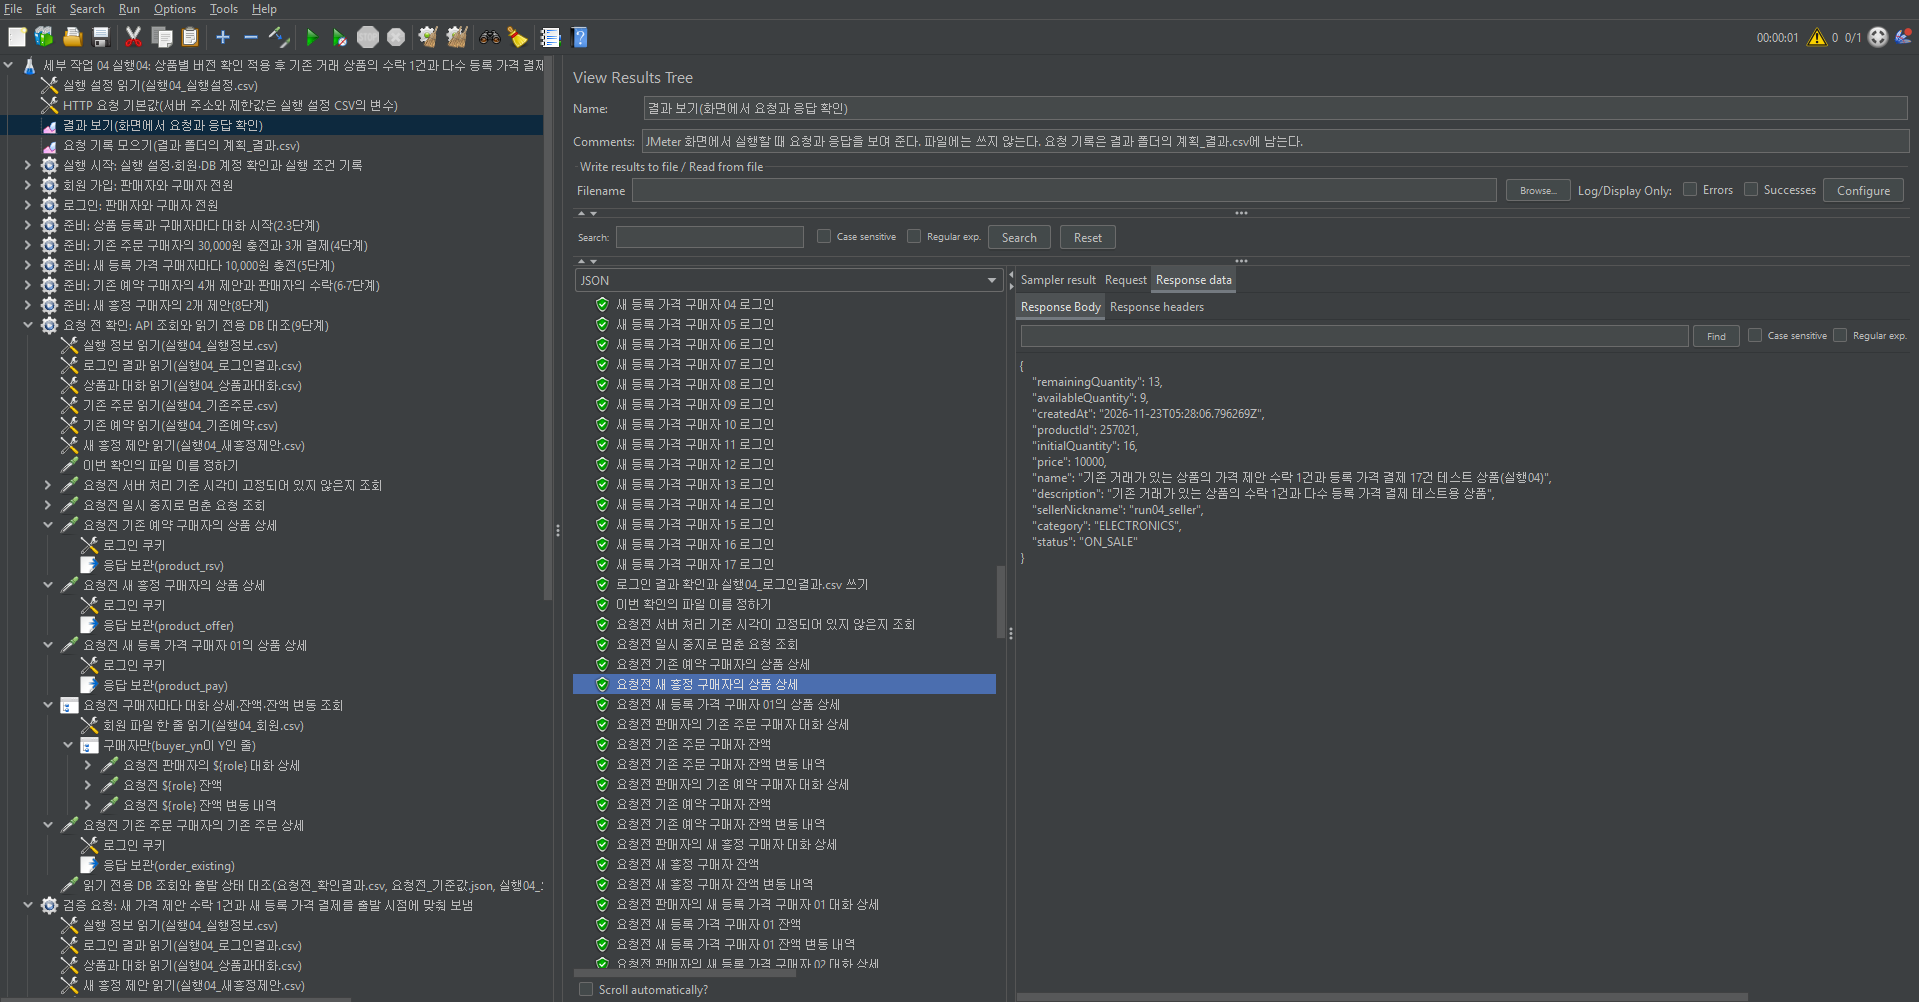 File Edit Search Run Options Tools Help
00:00:01 0 0/1
세부 작업 04 실행04: 상품별 버전 확인 적용 후 기존 거래 상품의 수락 1건과 다수 등록 가격 결제
실행 설정 읽기(실행04_실행설정.csv)
HTTP 요청 기본값(서버 주소와 제한값은 실행 설정 CSV의 변수)
결과 보기(화면에서 요청과 응답 확인)
요청 기록 모으기(결과 폴더의 계획_결과.csv)
실행 시작: 실행 설정·회원·DB 계정 확인과 실행 조건 기록
회원 가입: 판매자와 구매자 전원
로그인: 판매자와 구매자 전원
준비: 상품 등록과 구매자마다 대화 시작(2·3단계)
준비: 기존 주문 구매자의 30,000원 충전과 3개 결제(4단계)
준비: 새 등록 가격 구매자마다 10,000원 충전(5단계)
준비: 기존 예약 구매자의 4개 제안과 판매자의 수락(6·7단계)
준비: 새 흥정 구매자의 2개 제안(8단계)
요청 전 확인: API 조회와 읽기 전용 DB 대조(9단계)
실행 정보 읽기(실행04_실행정보.csv)
로그인 결과 읽기(실행04_로그인결과.csv)
상품과 대화 읽기(실행04_상품과대화.csv)
기존 주문 읽기(실행04_기존주문.csv)
기존 예약 읽기(실행04_기존예약.csv)
새 흥정 제안 읽기(실행04_새흥정제안.csv)
이번 확인의 파일 이름 정하기
요청전 서버 처리 기준 시각이 고정되어 있지 않은지 조회
요청전 일시 중지로 멈춘 요청 조회
요청전 기존 예약 구매자의 상품 상세
로그인 쿠키
응답 보관(product_rsv)
요청전 새 흥정 구매자의 상품 상세
로그인 쿠키
응답 보관(product_offer)
요청전 새 등록 가격 구매자 01의 상품 상세
로그인 쿠키
응답 보관(product_pay)
요청전 구매자마다 대화 상세·잔액·잔액 변동 조회
회원 파일 한 줄 읽기(실행04_회원.csv)
구매자만(buyer_yn이 Y인 줄)
요청전 판매자의 ${role} 대화 상세
요청전 ${role} 잔액
요청전 ${role} 잔액 변동 내역
요청전 기존 주문 구매자의 기존 주문 상세
로그인 쿠키
응답 보관(order_existing)
읽기 전용 DB 조회와 출발 상태 대조(요청전_확인결과.csv, 요청전_기준값.json, 실행04_
검증 요청: 새 가격 제안 수락 1건과 새 등록 가격 결제를 출발 시점에 맞춰 보냄
실행 정보 읽기(실행04_실행정보.csv)
로그인 결과 읽기(실행04_로그인결과.csv)
상품과 대화 읽기(실행04_상품과대화.csv)
새 흥정 제안 읽기(실행04_새흥정제안.csv)
View Results Tree
Name: 결과 보기(화면에서 요청과 응답 확인)
Comments: JMeter 화면에서 실행할 때 요청과 응답을 보여 준다. 파일에는 쓰지 않는다. 요청 기록은 결과 폴더의 계획_결과.csv에 남는다.
Write results to file / Read from file
Filename Browse... Log/Display Only: Errors Successes Configure
Search: Case sensitive Regular exp. Search Reset
JSON
새 등록 가격 구매자 04 로그인
새 등록 가격 구매자 05 로그인
새 등록 가격 구매자 06 로그인
새 등록 가격 구매자 07 로그인
새 등록 가격 구매자 08 로그인
새 등록 가격 구매자 09 로그인
새 등록 가격 구매자 10 로그인
새 등록 가격 구매자 11 로그인
새 등록 가격 구매자 12 로그인
새 등록 가격 구매자 13 로그인
새 등록 가격 구매자 14 로그인
새 등록 가격 구매자 15 로그인
새 등록 가격 구매자 16 로그인
새 등록 가격 구매자 17 로그인
로그인 결과 확인과 실행04_로그인결과.csv 쓰기
이번 확인의 파일 이름 정하기
요청전 서버 처리 기준 시각이 고정되어 있지 않은지 조회
요청전 일시 중지로 멈춘 요청 조회
요청전 기존 예약 구매자의 상품 상세
요청전 새 흥정 구매자의 상품 상세
요청전 새 등록 가격 구매자 01의 상품 상세
요청전 판매자의 기존 주문 구매자 대화 상세
요청전 기존 주문 구매자 잔액
요청전 기존 주문 구매자 잔액 변동 내역
요청전 판매자의 기존 예약 구매자 대화 상세
요청전 기존 예약 구매자 잔액
요청전 기존 예약 구매자 잔액 변동 내역
요청전 판매자의 새 흥정 구매자 대화 상세
요청전 새 흥정 구매자 잔액
요청전 새 흥정 구매자 잔액 변동 내역
요청전 판매자의 새 등록 가격 구매자 01 대화 상세
요청전 새 등록 가격 구매자 01 잔액
요청전 새 등록 가격 구매자 01 잔액 변동 내역
요청전 판매자의 새 등록 가격 구매자 02 대화 상세
Scroll automatically?
Sampler result Request Response data
Response Body Response headers
Find Case sensitive Regular exp.
{
"remainingQuantity": 13,
"availableQuantity": 9,
"createdAt": "2026-11-23T05:28:06.796269Z",
"productId": 257021,
"initialQuantity": 16,
"price": 10000,
"name": "기존 거래가 있는 상품의 가격 제안 수락 1건과 등록 가격 결제 17건 테스트 상품(실행04)",
"description": "기존 거래가 있는 상품의 수락 1건과 다수 등록 가격 결제 테스트용 상품",
"sellerNickname": "run04_seller",
"category": "ELECTRONICS",
"status": "ON_SALE"
}